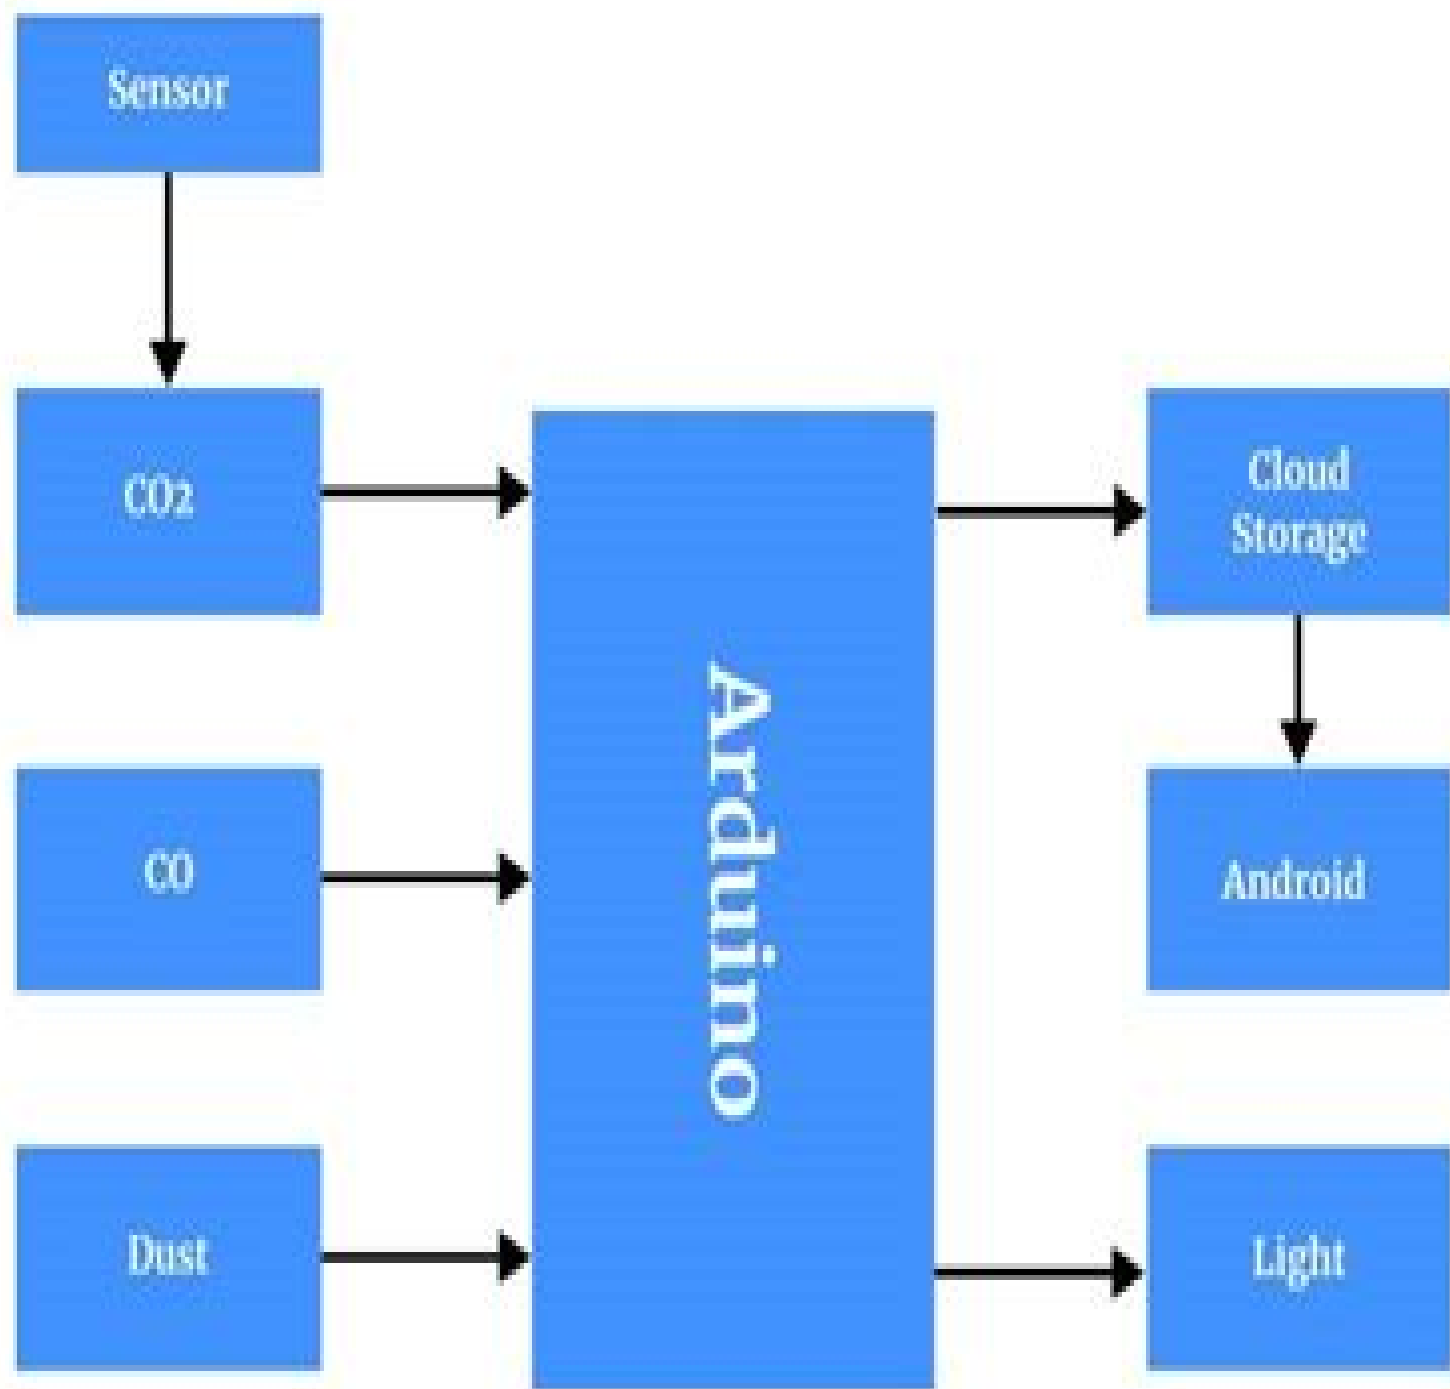 Sensor
CO2
Cloud
Storage
Arduino
CO
Android
Dust
Light